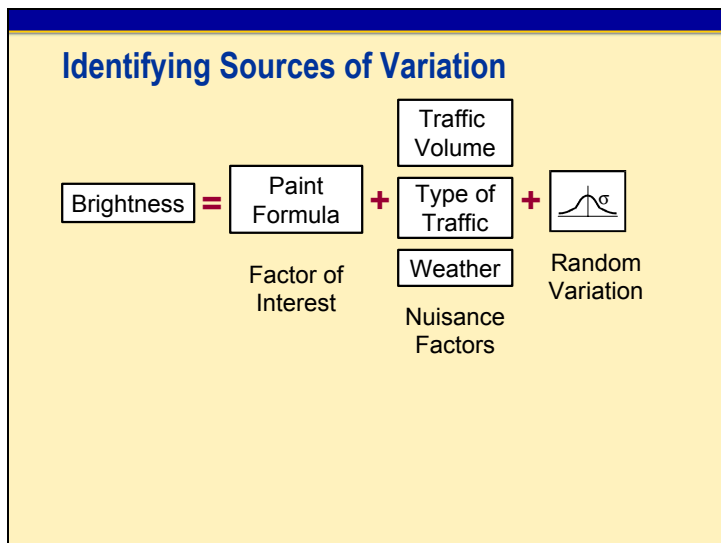 Identifying Sources of Variation
Brightness
=
Paint
Formula
+
Traffic
Volume
Type of
Traffic
Weather
+
σ
Factor of
Interest
Nuisance
Factors
Random
Variation